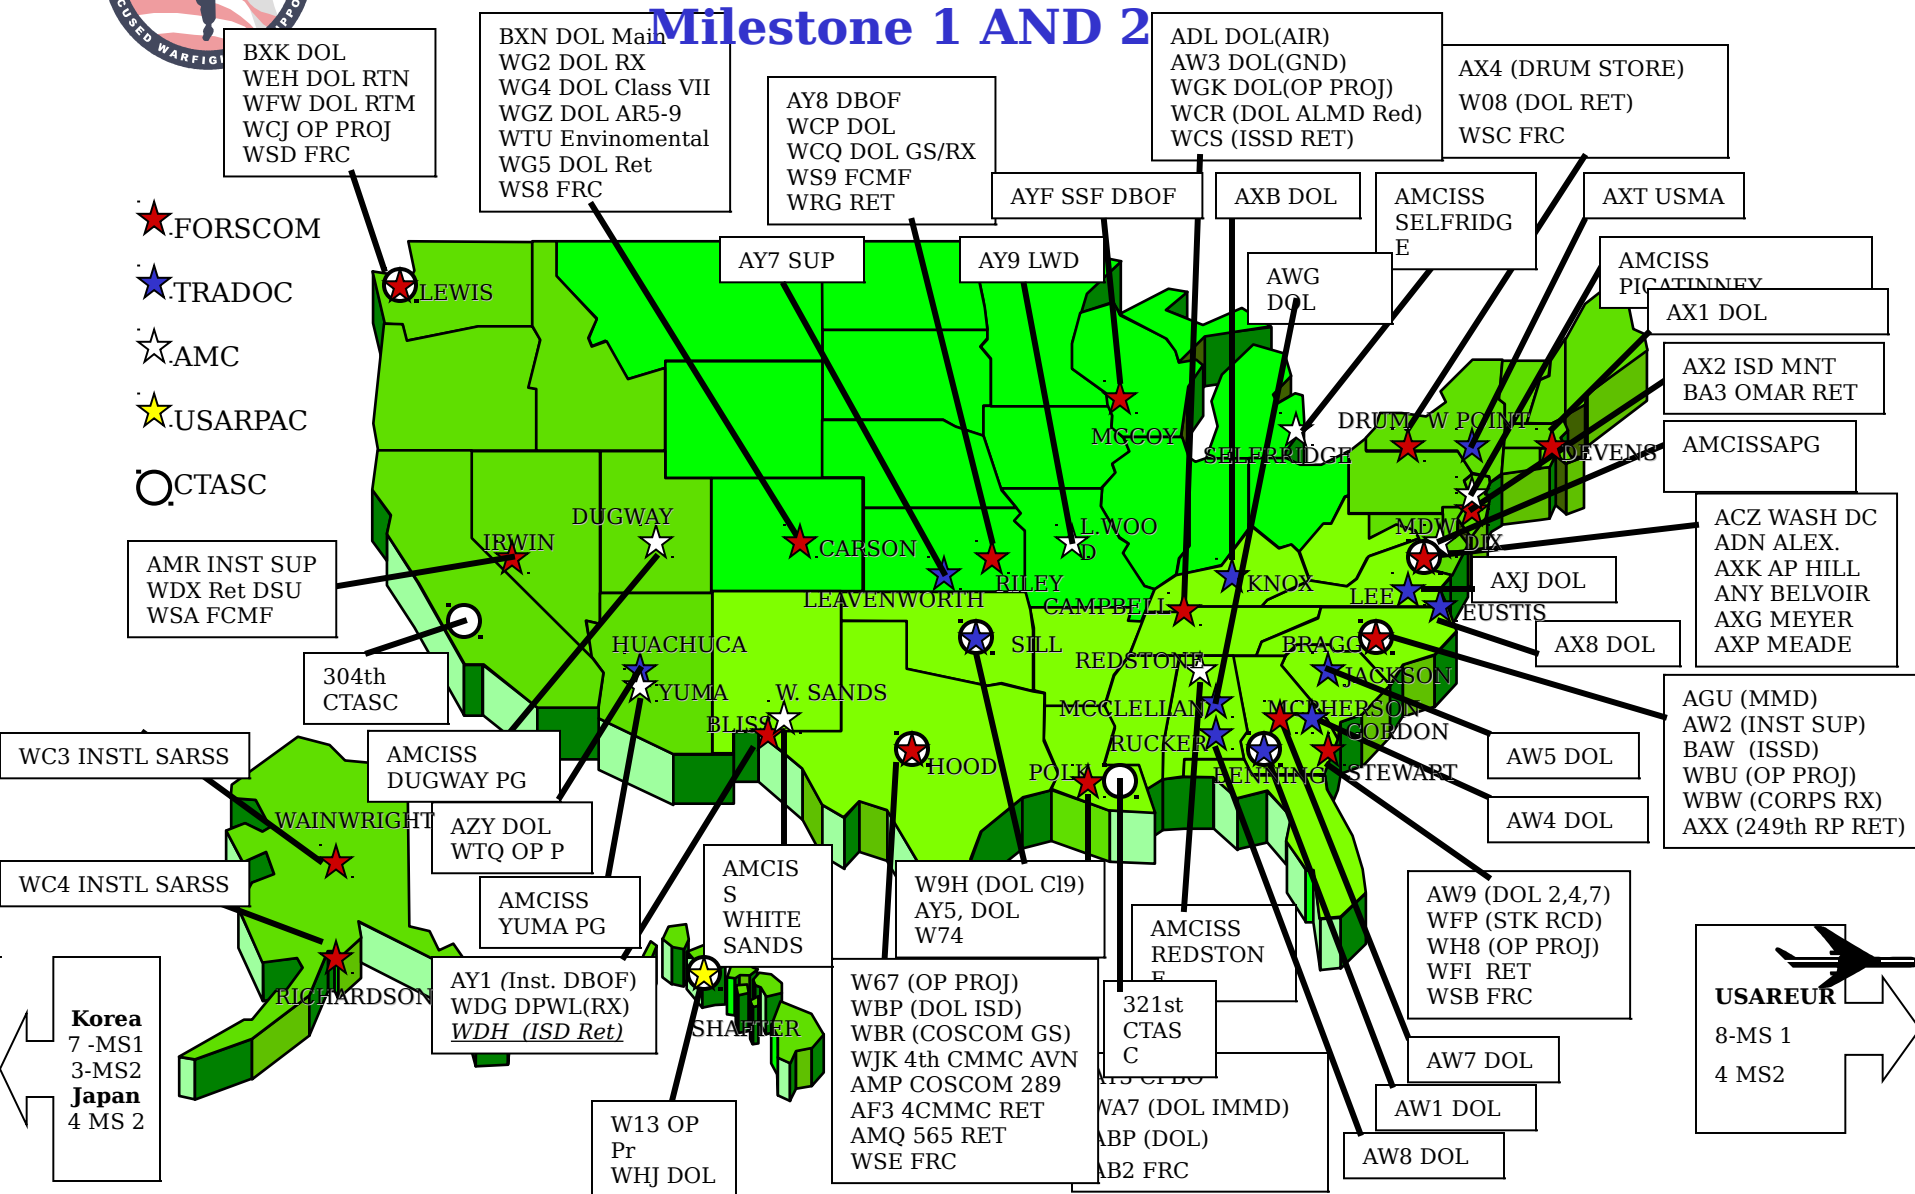 Milestone 1 AND 2
CUSED WARFIG
BXK DOL
WEH DOL RTN
WFW DOL RTM
WCJ OP PROJ
WSD FRC
BXN DOL Main
WG2 DOL RX
WG4 DOL Class VII
WGZ DOL AR5-9
WTU Envinomental
WG5 DOL Ret
WS8 FRC
AY8 DBOF
WCP DOL
WCQ DOL GS/RX
WS9 FCMF
WRG RET
ADL DOL(AIR)
AW3 DOL(GND)
WGK DOL(OP PROJ)
WCR (DOL ALMD Red)
WCS (ISSD RET)
AX4 (DRUM STORE)
W08 (DOL RET)
WSC FRC
AYF SSF DBOF
AXB DOL
AMCISS
SELFRIDG
E
AXT USMA
AY7 SUP
AY9 LWD
AWG
DOL
AMCISS
PICATINNEY
AX1 DOL
AX2 ISD MNT
BA3 OMAR RET
AMCISSAPG
ACZ WASH DC
ADN ALEX.
AXK AP HILL
ANY BELVOIR
AXG MEYER
AXP MEADE
AXJ DOL
AX8 DOL
AGU (MMD)
AW2 (INST SUP)
BAW (ISSD)
WBU (OP PROJ)
WBW (CORPS RX)
AXX (249th RP RET)
AW5 DOL
AW4 DOL
AW9 (DOL 2,4,7)
WFP (STK RCD)
WH8 (OP PROJ)
WFI RET
WSB FRC
AW7 DOL
AW1 DOL
AW8 DOL
FORSCOM
TRADOC
AMC
USARPAC
CTASC
AMR INST SUP
WDX Ret DSU
WSA FCMF
304th
CTASC
WC3 INSTL SARSS
WC4 INSTL SARSS
AMCISS
DUGWAY PG
AZY DOL
WTQ OP P
AMCISS
YUMA PG
AY1 (Inst. DBOF)
WDG DPWL(RX)
WDH (ISD Ret)
AMCIS
S
WHITE
SANDS
W9H (DOL Cl9)
AY5, DOL
W74
AMCISS
REDSTON
321st
CTAS
C
W67 (OP PROJ)
WBP (DOL ISD)
WBR (COSCOM GS)
WJK 4th CMMC AVN
AMP COSCOM 289
AF3 4CMMC RET
AMQ 565 RET
WSE FRC
WA7 (DOL IMMD)
ABP (DOL)
AB2 FRC
W13 OP
Pr
WHJ DOL
Korea
7 -MS1
3-MS2
Japan
4 MS 2
USAREUR
8-MS 1
4 MS2
LEWIS
MCCOY
SELFRRIDGE
DRUM
W POINT
DEVENS
DUGWAY
IRWIN
CARSON
L.WOO
D
RILEY
LEAVENWORTH
CAMPBELL
KNOX
MDW
DIX
LEE
EUSTIS
HUACHUCA
YUMA
W. SANDS
BLISS
SILL
REDSTONE
BRAGG
JACKSON
MCCLELLAN
MCPHERSON
GORDON
RUCKER
HOOD
POLK
BENNING
STEWART
WAINWRIGHT
RICHARDSON
SHAFTER